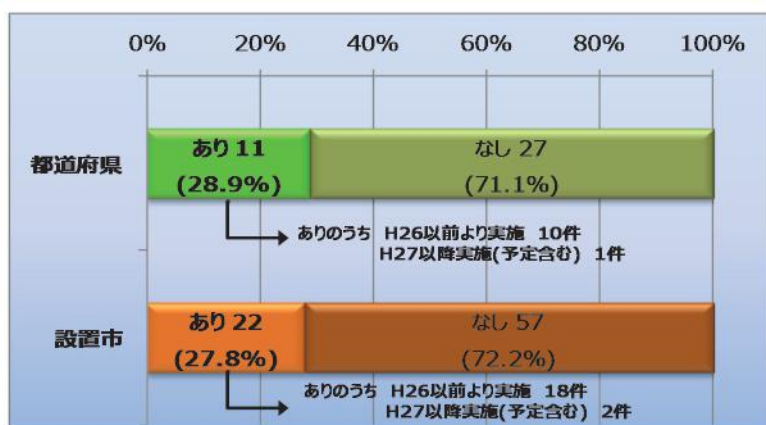 0% 20% 40% 60% 80% 100%
都道府県
あり 11
(28.9%)
なし 27
(71.1%)
ありのうち H26以前より実施 10件
H27以降実施(予定含む) 1件
設置市
あり 22
(27.8%)
なし 57
(72.2%)
ありのうち H26以前より実施 18件
H27以降実施(予定含む) 2件